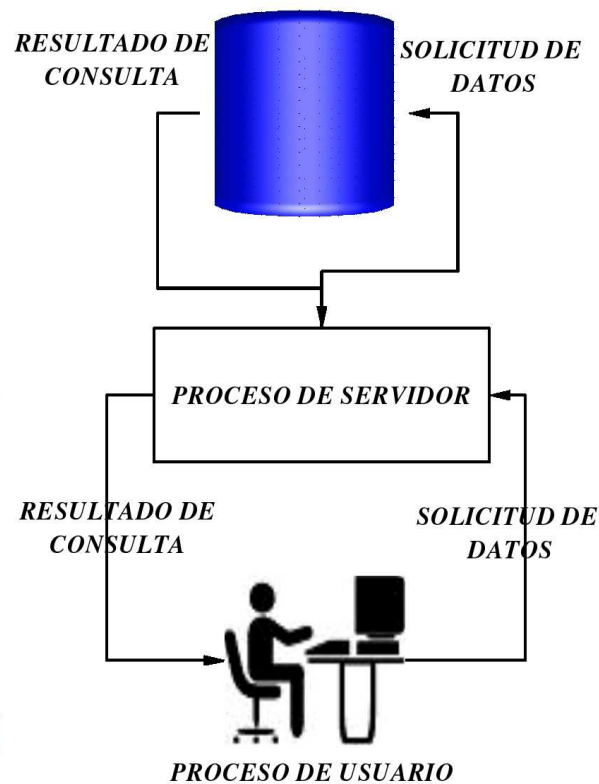 RESULTADO DE
CONSULTA
SOLICITUD DE
DATOS
PROCESO DE SERVIDOR
RESULTADO DE
CONSULTA
SOLICITUD DE
DATOS
PROCESO DE USUARIO